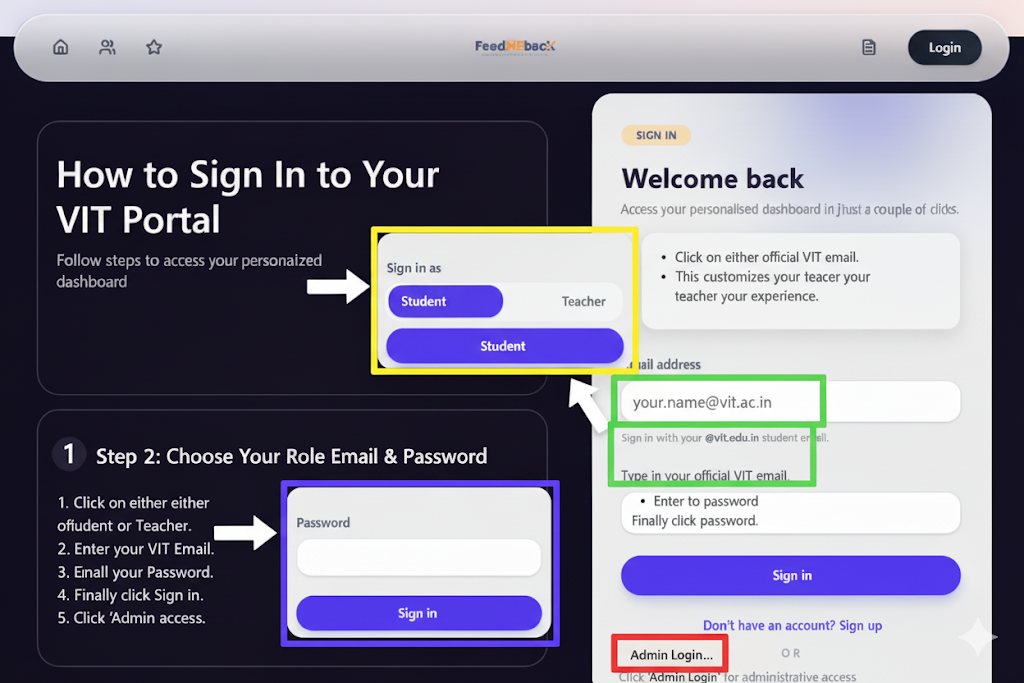 FeedMEbacK
Login
How to Sign In to Your
VIT Portal
Follow steps to access your personaized
dashboard
Sign in as
Student
Teacher
Student
1
Step 2: Choose Your Role Email & Password
1. Click on either either
ofıudent or Teacher.
2. Enter your VIT Email.
3. Eınall your Password.
4. Finally click Sign in.
5. Click 'Admin access.
Password
Sign in
SIGN IN
Welcome back
Access your personalised dashboard in jhust a couple of clicks.
• Click on either official VIT email.
• This customizes your teacer your
teacher your experience.
address
your.name@vit.ac.in
Sign in with your @vit.edu.in student
Type in your official VIT email.
• Enter to password
Finally click password.
Sign in
Don't have an account? Sign up
Admin Login...
OR
Click 'Admin Login' for administrative access